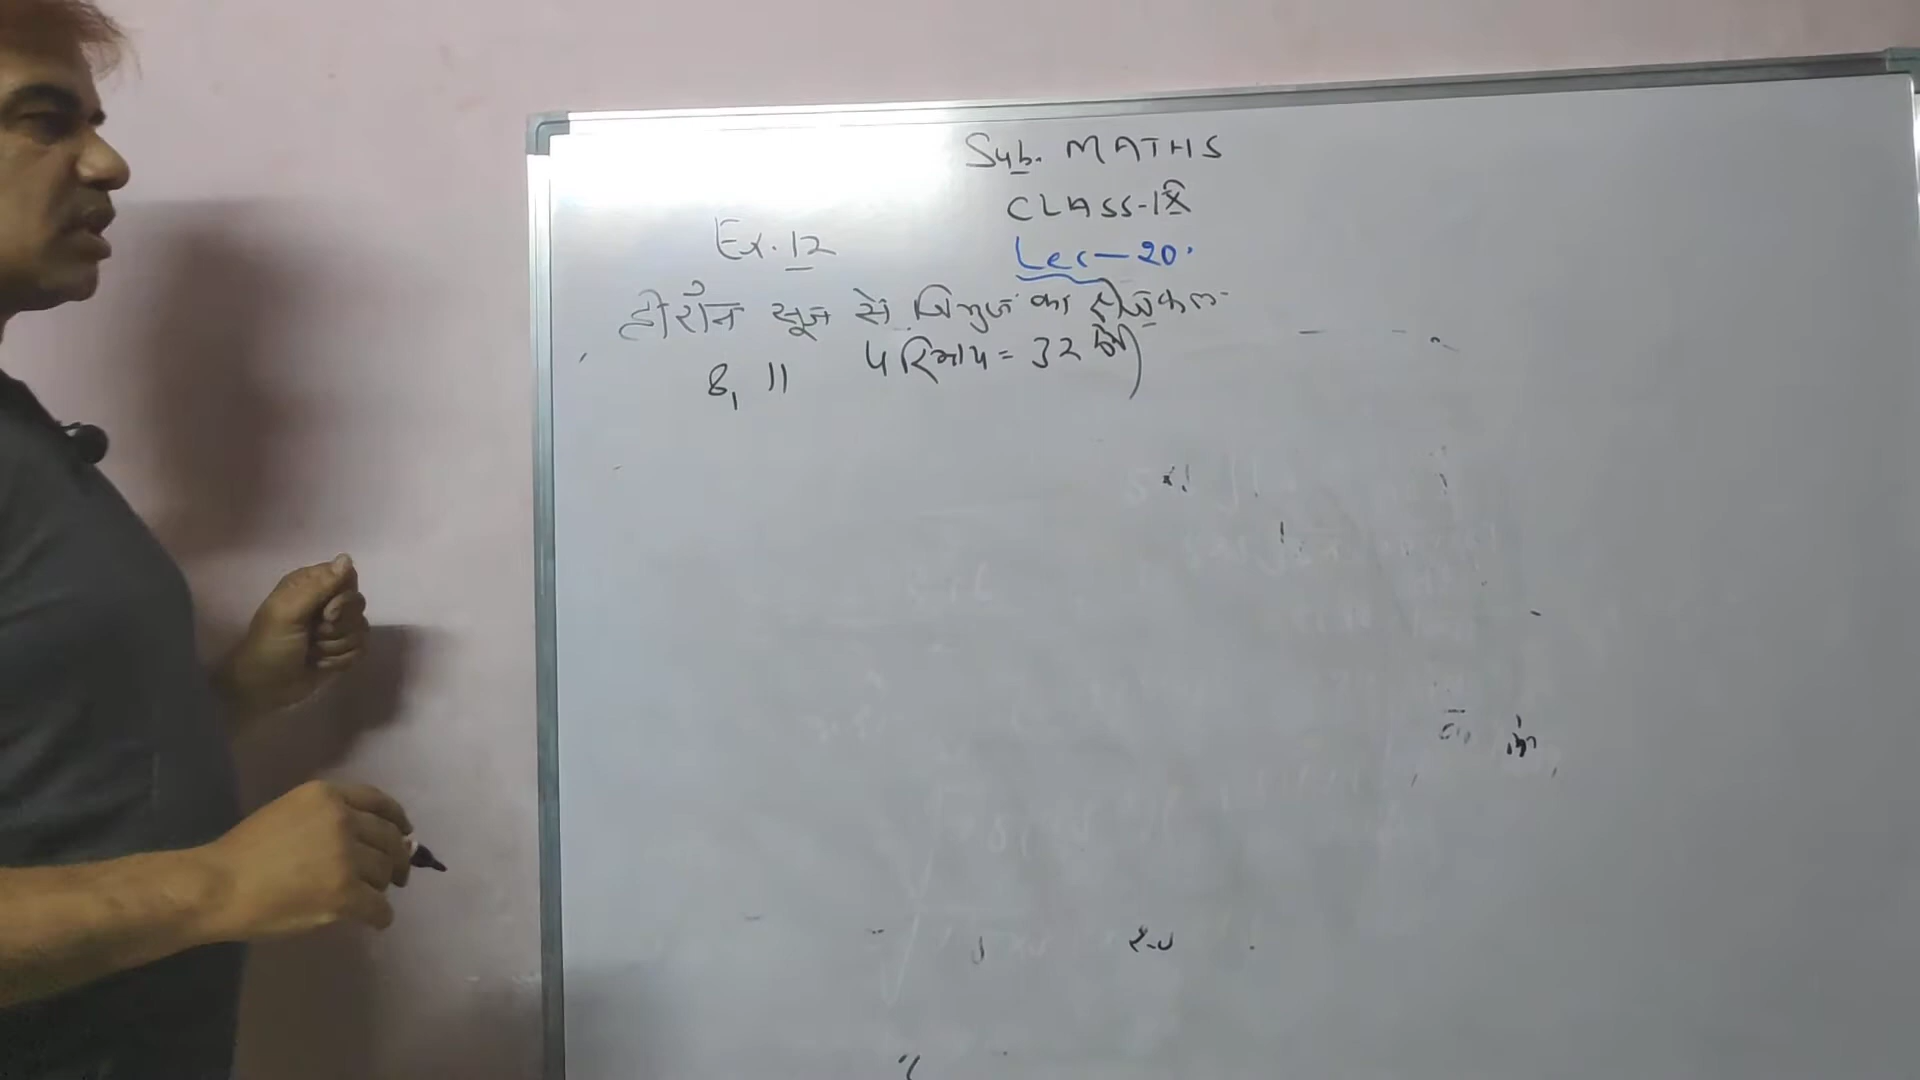 Sub. MATHS
CLASS-IX
Ex. 12
Lec-20.
हीरोन सूत्र से त्रिभुज का क्षेत्रफल
8, 11 परिमाप = 32